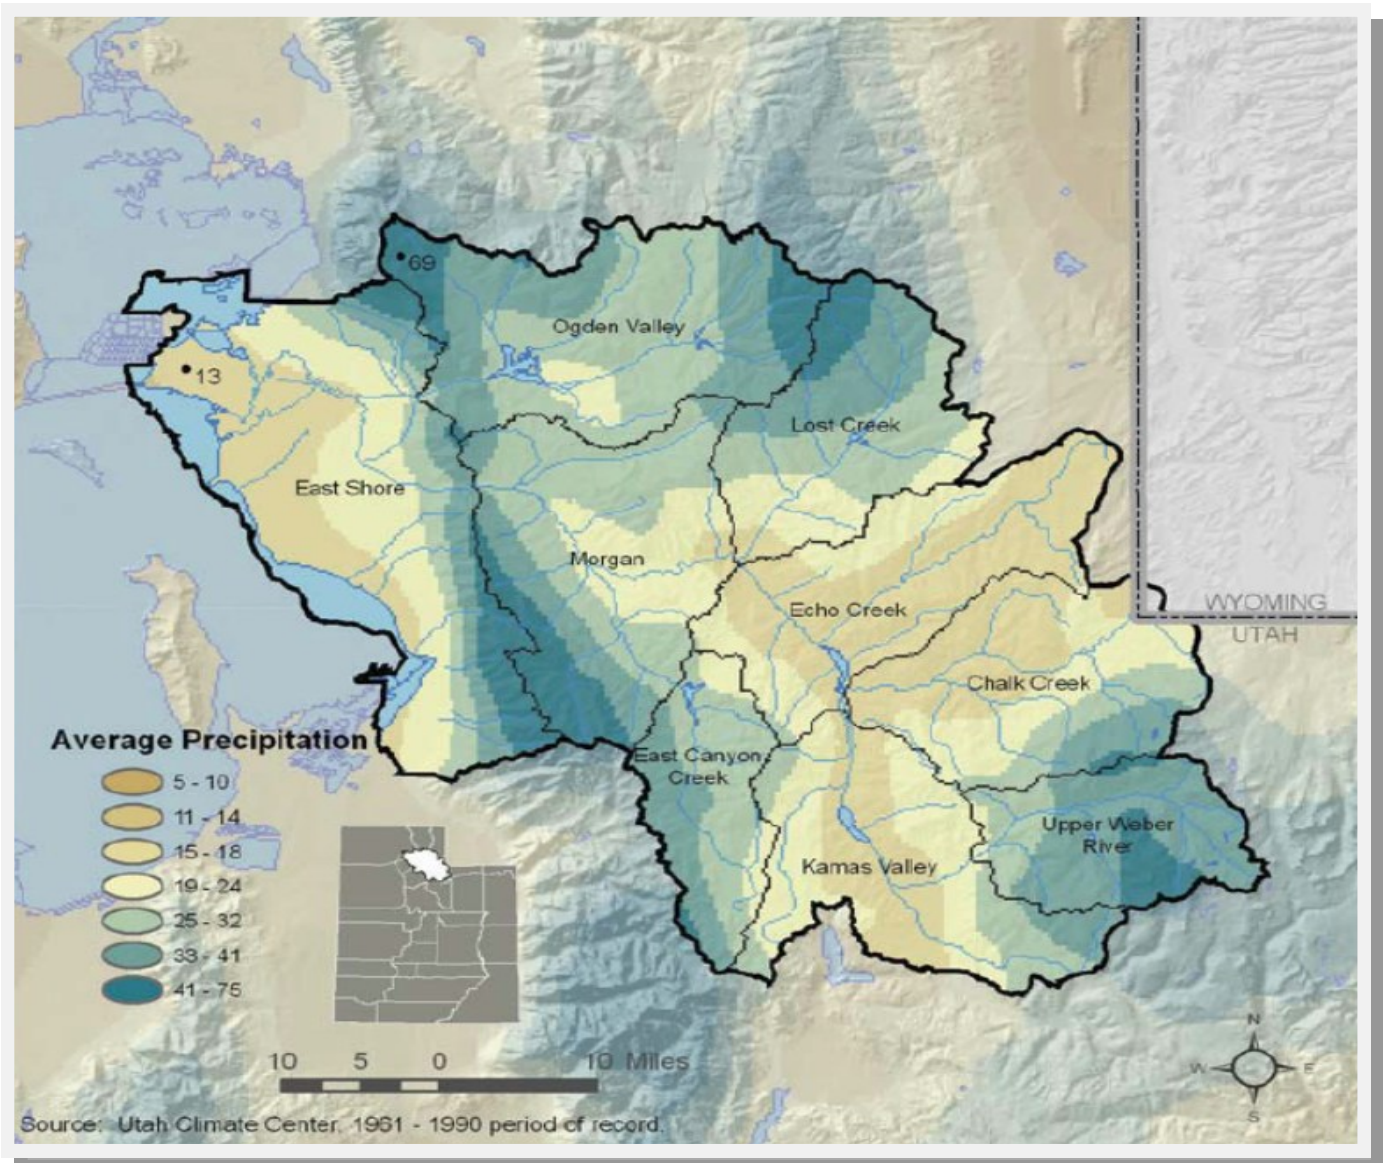 69
Ogden Valley
13
Lost Creek
East Shore
Morgan
Echo Creek
WYOMING
UTAH
Chalk Creek
East Canyon
Creek
Upper Weber
River
Kamas Valley
Average Precipitation
5 - 10
11 - 14
15 - 18
19 - 24
25 - 32
33 - 41
41 - 75
10 5 0 10 Miles
N
W E
S
Source: Utah Climate Center, 1961 - 1990 period of record.